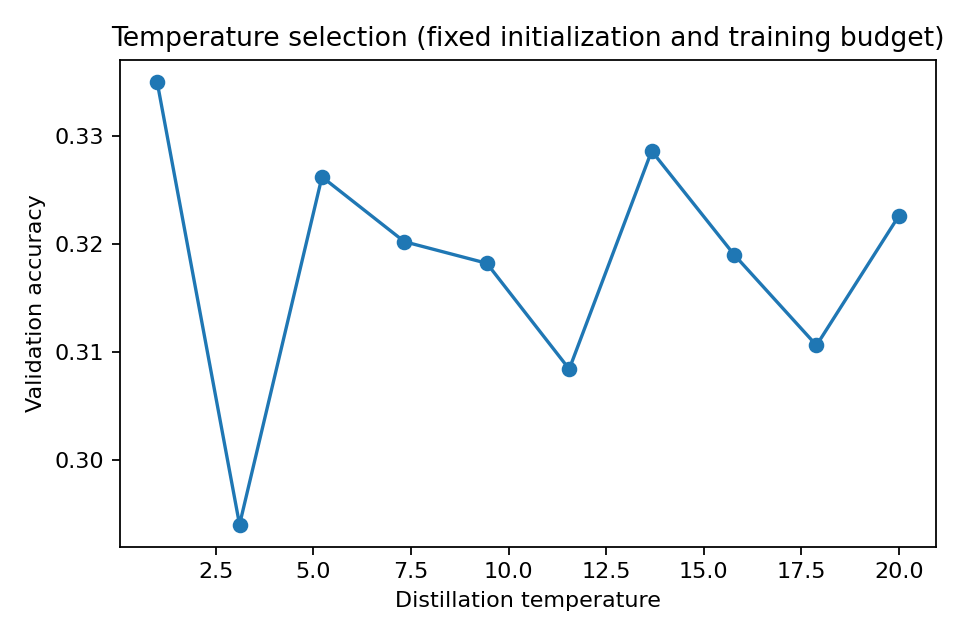 Temperature selection (fixed initialization and training budget)
Validation accuracy
0.33
0.32
0.31
0.30
2.5 5.0 7.5 10.0 12.5 15.0 17.5 20.0
Distillation temperature